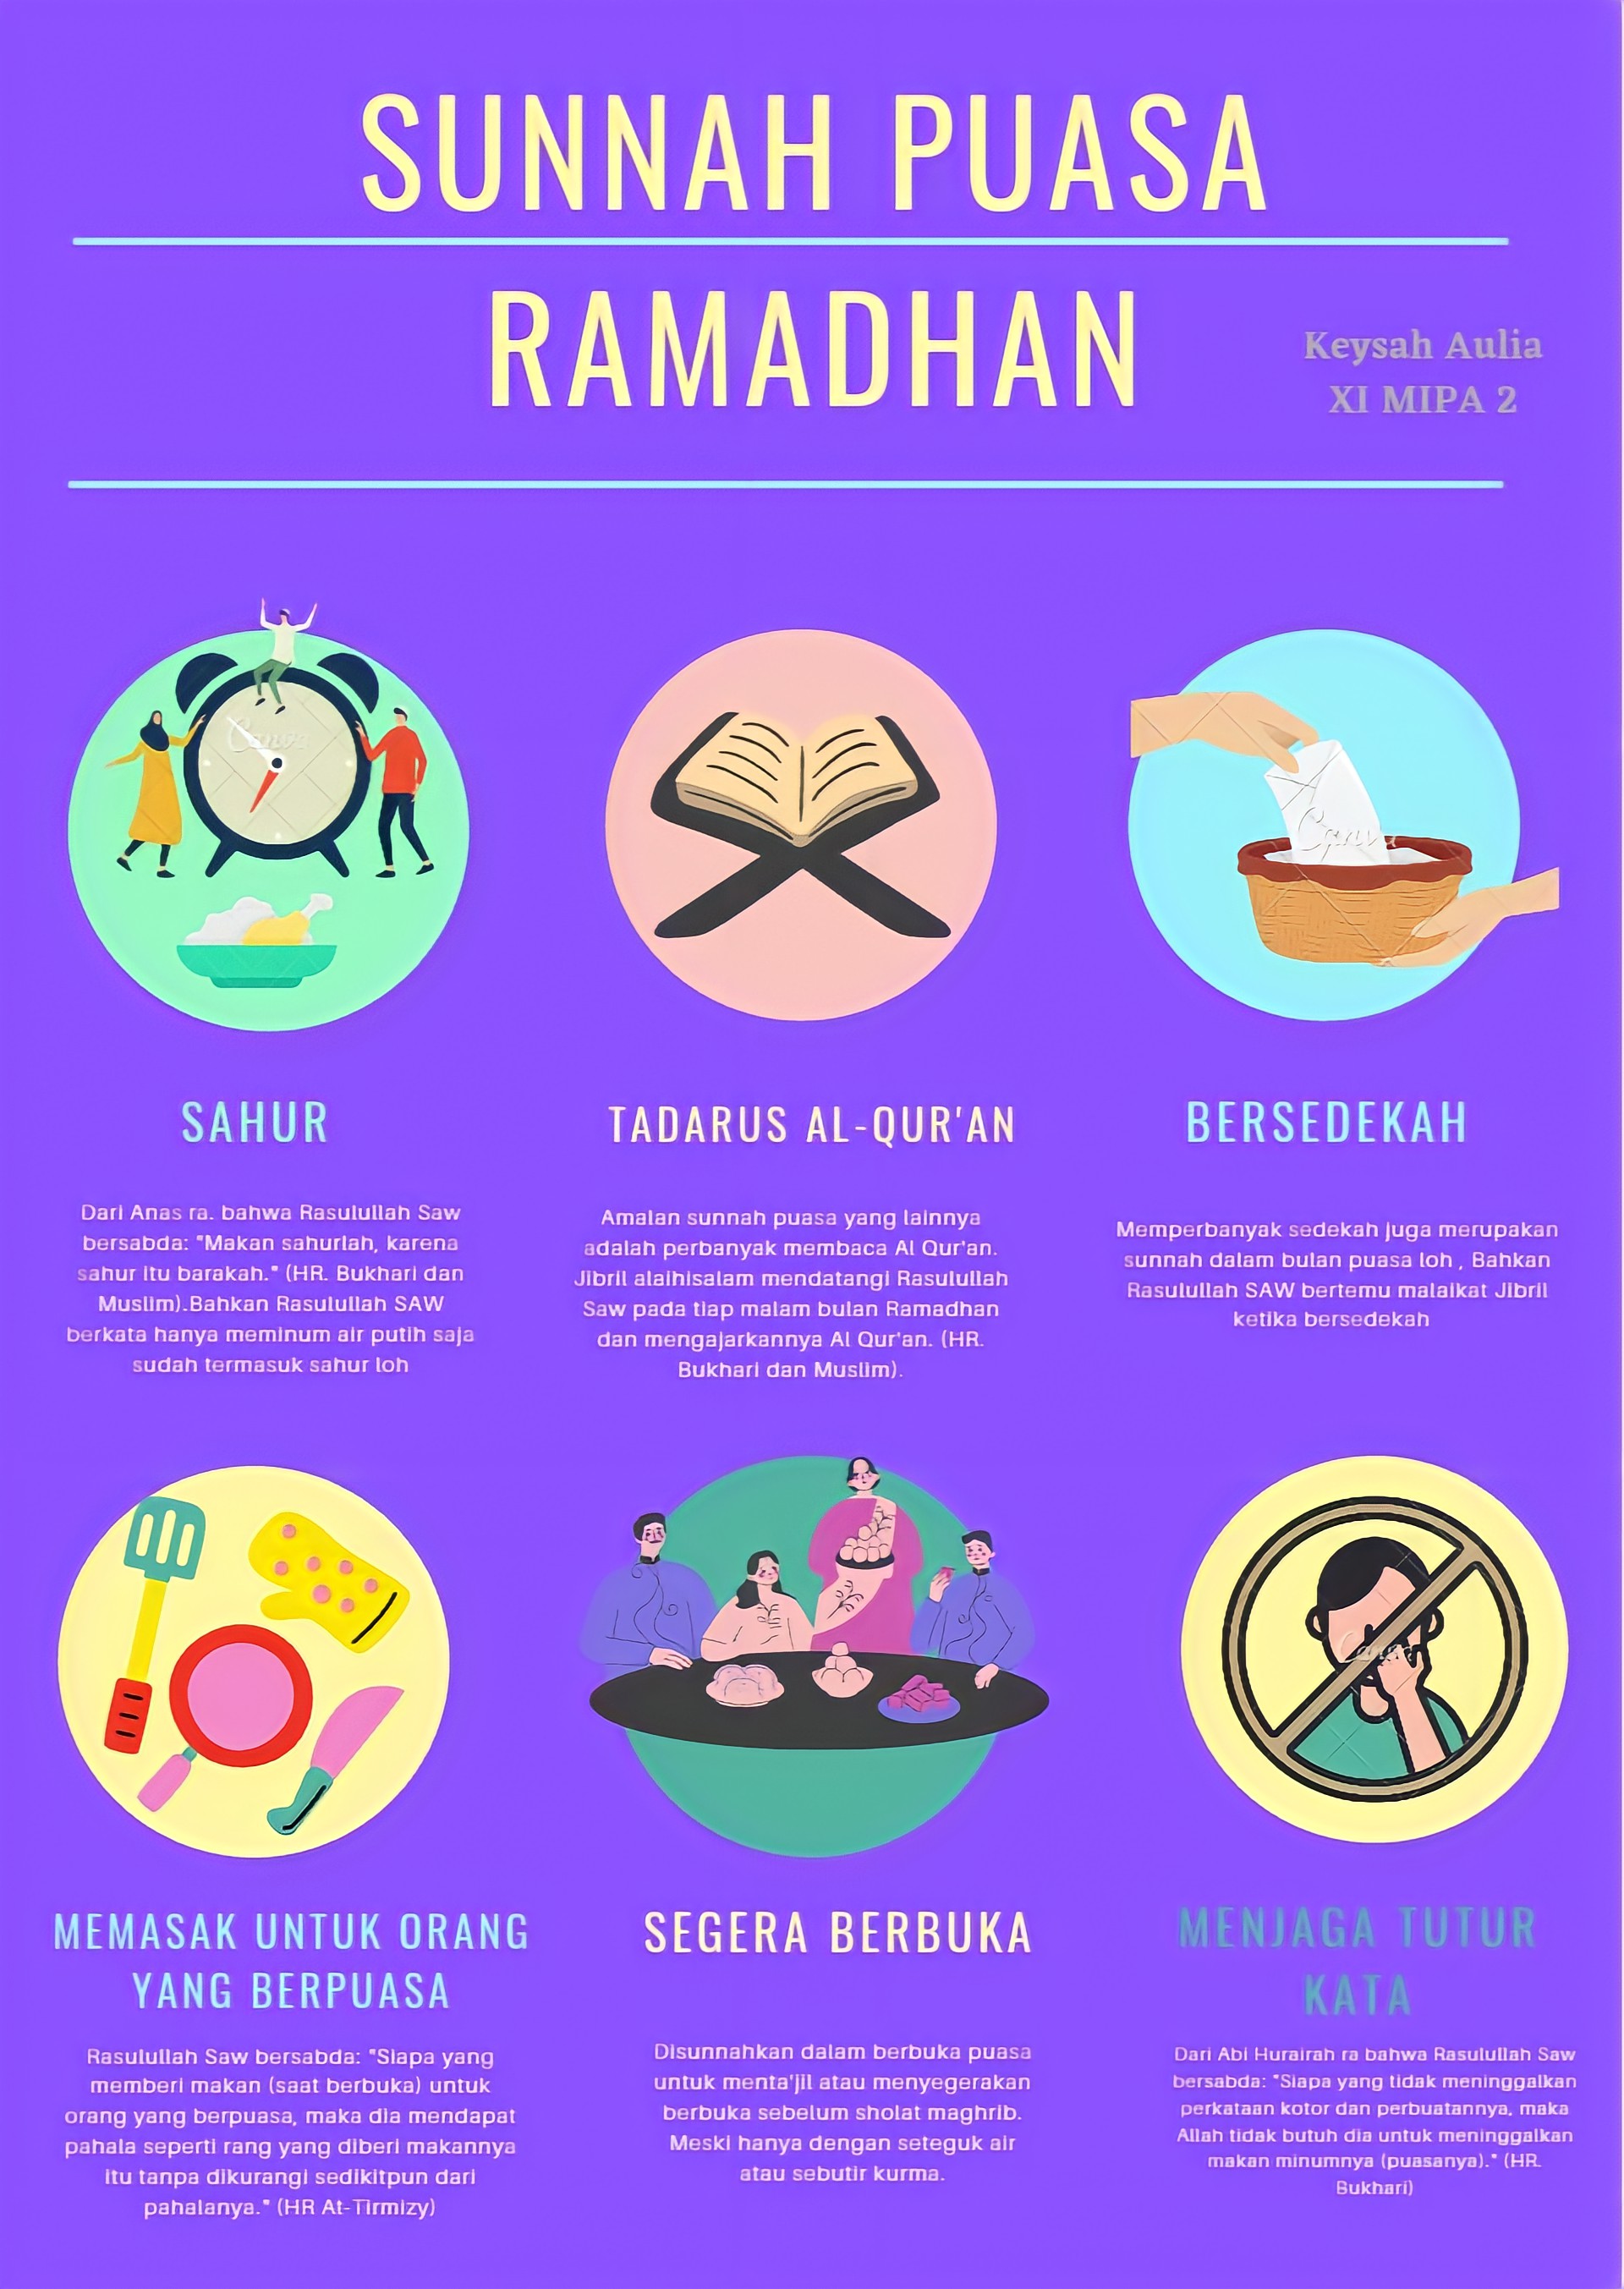 SUNNAH PUASA
RAMADHAN
Keysah Aulia
XI MIPA 2
Canva
Canva
SAHUR
Dari Anas ra. bahwa Rasulullah Saw
bersabda: "Makan sahurlah, karena
sahur itu barakah." (HR. Bukhari dan
Muslim).Bahkan Rasulullah SAW
berkata hanya meminum air putih saja
sudah termasuk sahur loh
TADARUS AL-QUR'AN
Amalan sunnah puasa yang lainnya
adalah perbanyak membaca Al Qur'an.
Jibril alaihisalam mendatangi Rasulullah
Saw pada tiap malam bulan Ramadhan
dan mengajarkannya Al Qur'an. (HR.
Bukhari dan Muslim).
BERSEDEKAH
Memperbanyak sedekah juga merupakan
sunnah dalam bulan puasa loh , Bahkan
Rasulullah SAW bertemu malaikat Jibril
ketika bersedekah
Canva
MEMASAK UNTUK ORANG
YANG BERPUASA
Rasulullah Saw bersabda: "Siapa yang
memberi makan (saat berbuka) untuk
orang yang berpuasa, maka dia mendapat
pahala seperti rang yang diberi makannya
itu tanpa dikurangi sedikitpun dari
pahalanya." (HR At-Tirmizy)
SEGERA BERBUKA
Disunnahkan dalam berbuka puasa
untuk menta'jil atau menyegerakan
berbuka sebelum sholat maghrib.
Meski hanya dengan seteguk air
atau sebutir kurma.
MENJAGA TUTUR
KATA
Dari Abi Hurairah ra bahwa Rasulullah Saw
bersabda: "Siapa yang tidak meninggalkan
perkataan kotor dan perbuatannya, maka
Allah tidak butuh dia untuk meninggalkan
makan minumnya (puasanya)." (HR.
Bukhari)